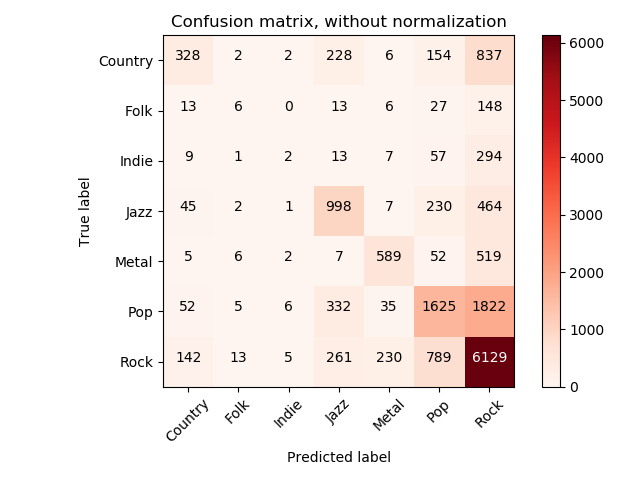 Confusion matrix, without normalization
True label
Country 328 2 2 228 6 154 837
Folk 13 6 0 13 6 27 148
Indie 9 1 2 13 7 57 294
Jazz 45 2 1 998 7 230 464
Metal 5 6 2 7 589 52 519
Pop 52 5 6 332 35 1625 1822
Rock 142 13 5 261 230 789 6129
Country Folk Indie Jazz Metal Pop Rock
Predicted label
6000
5000
4000
3000
2000
1000
0